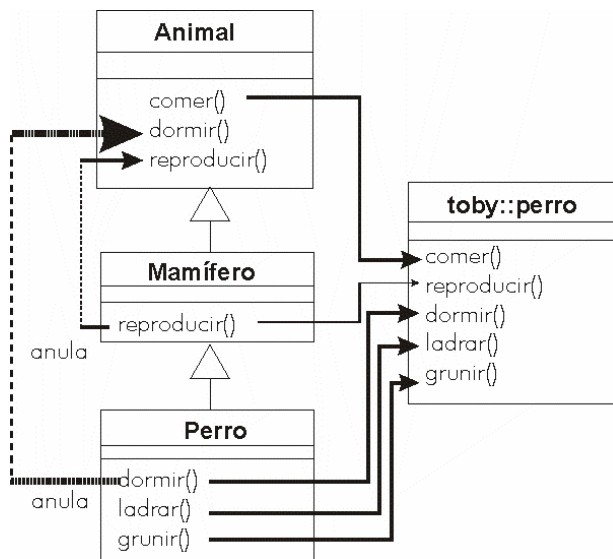 Animal
comer()
dormir()
reproducir()
Mamífero
reproducir()
anula
Perro
dormir()
anula
ladrar()
grunir()
toby::perro
comer()
reproducir()
dormir()
ladrar()
grunir()